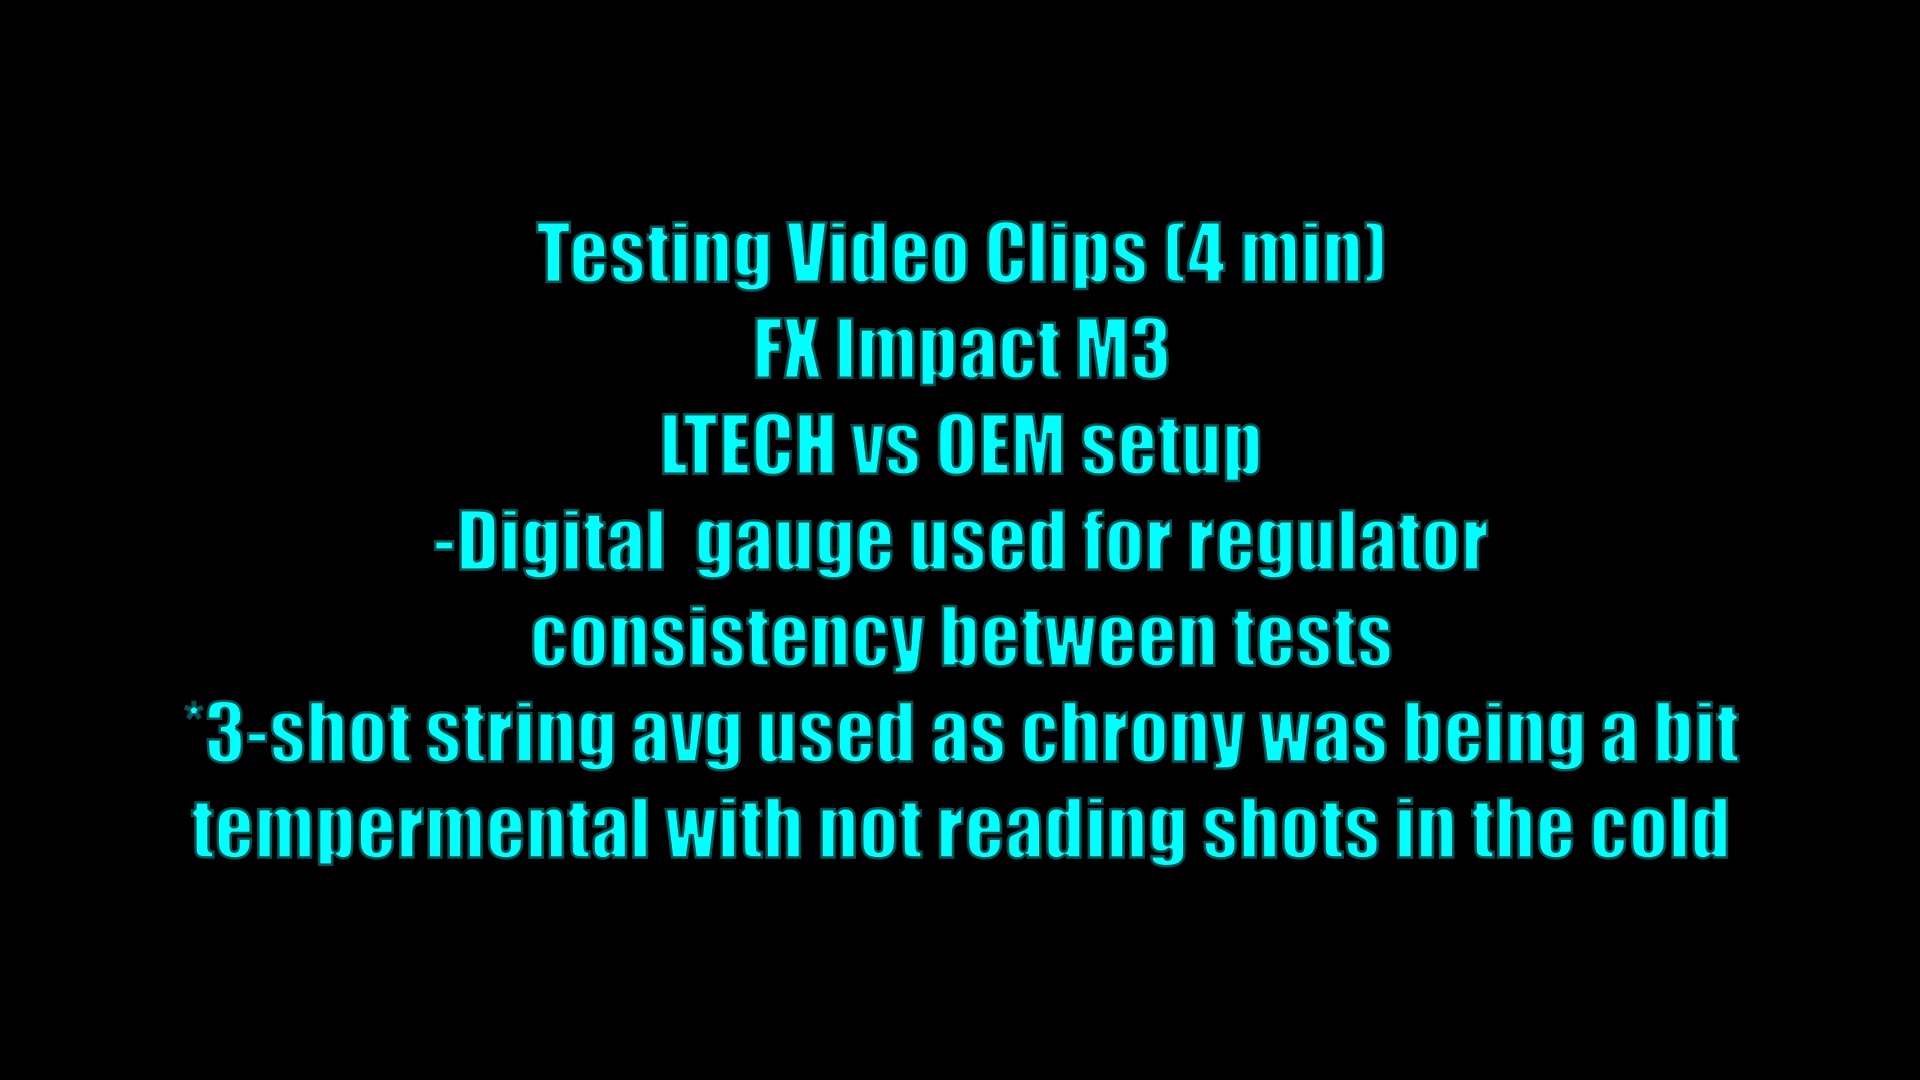 Testing Video Clips (4 min)
FX Impact M3
LTECH vs OEM setup
-Digital  gauge used for regulator
consistency between tests
*3-shot string avg used as chrony was being a bit
tempermental with not reading shots in the cold